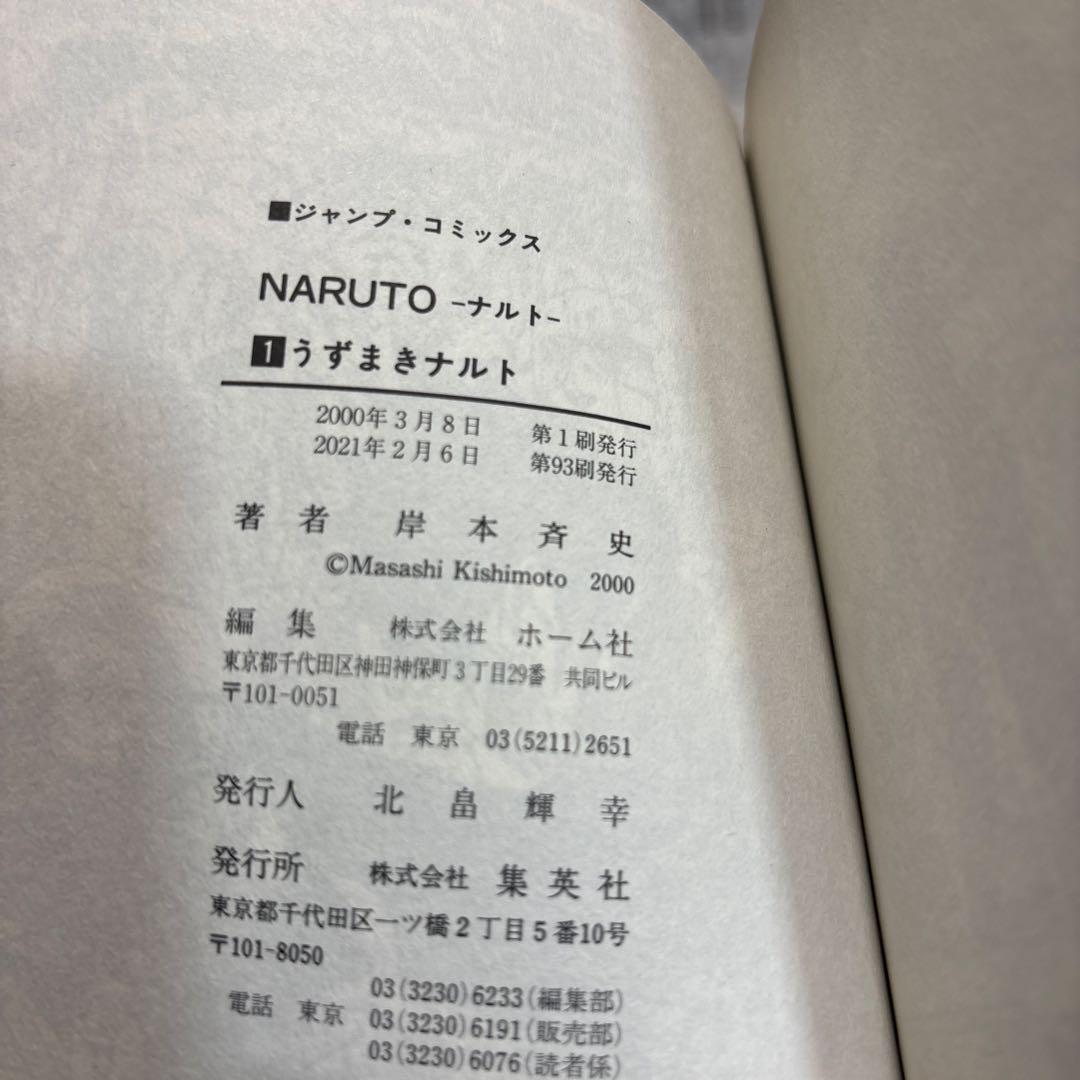 ■ジャンプ・コミックス
NARUTO -ナルト-
1うずまきナルト
2000年3月8日 第1刷発行
2021年2月6日 第93刷発行
著者 岸本斉史
©Masashi Kishimoto 2000
編集 株式会社 ホーム社
東京都千代田区神田神保町3丁目29番 共同ビル
〒101-0051
電話 東京 03(5211)2651
発行人 北畠輝幸
発行所 株式会社 集英社
東京都千代田区一ツ橋2丁目5番10号
〒101-8050
03(3230)6233(編集部)
電話 東京 03(3230)6191(販売部)
03(3230)6076(読者係)